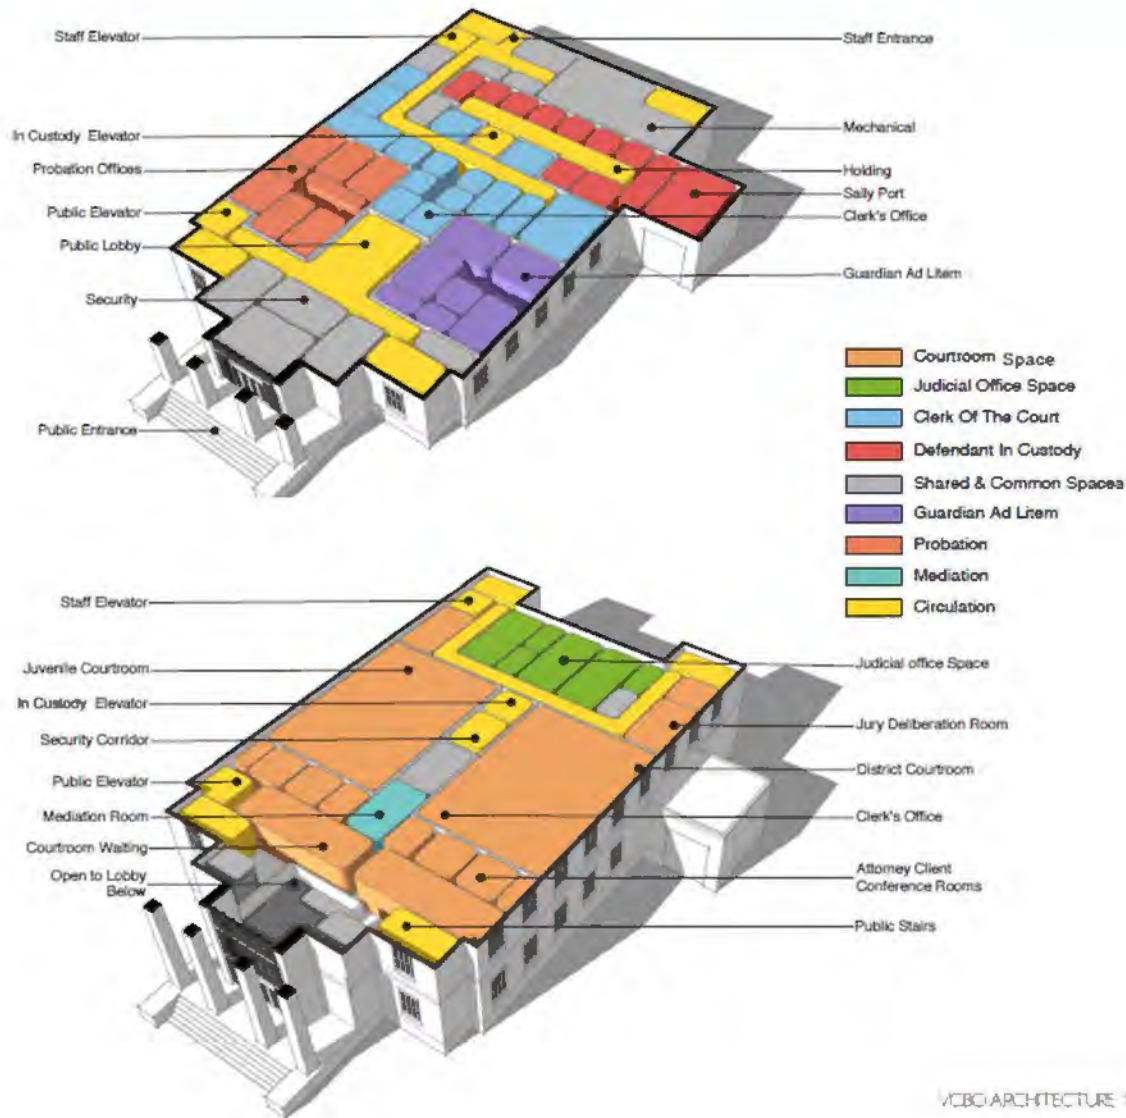 Staff Elevator
Staff Entrance
In Custody Elevator
Mechanical
Probation Offices
Holding
Sally Port
Public Elevator
Clerk's Office
Public Lobby
Guardian Ad Litem
Security
Public Entrance
Courtroom Space
Judicial Office Space
Clerk Of The Court
Defendant In Custody
Shared & Common Spaces
Guardian Ad Litem
Probation
Mediation
Circulation
Staff Elevator
Juvenile Courtroom
Judicial office Space
In Custody Elevator
Jury Deliberation Room
Security Corridor
District Courtroom
Public Elevator
Mediation Room
Clerk's Office
Courtroom Waiting
Open to Lobby
Below
Attorney Client
Conference Rooms
Public Stairs
VCBO ARCHITECTURE